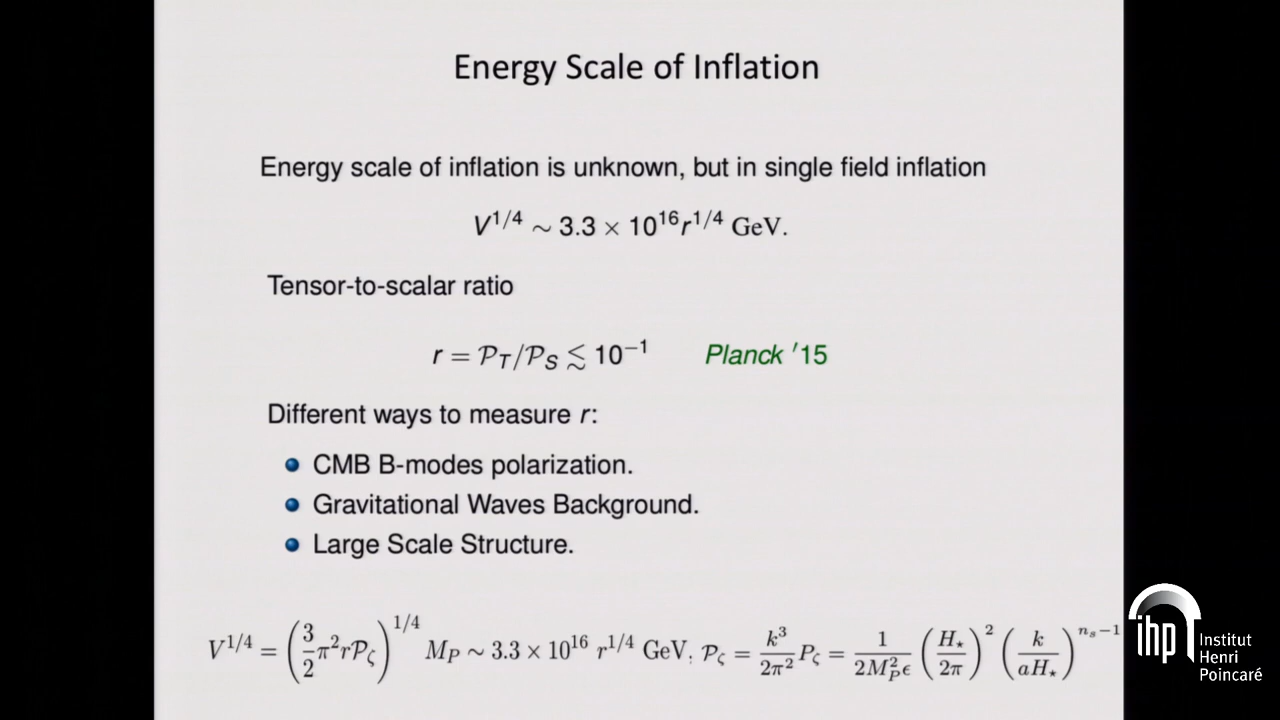 Energy Scale of Inflation
Energy scale of inflation is unknown, but in single field inflation
V^{1/4} ∼ 3.3 × 10^{16} r^{1/4} GeV.
Tensor-to-scalar ratio
r = 𝒫_T/𝒫_S ≲ 10^{−1} Planck ′15
Different ways to measure r:
CMB B-modes polarization.
Gravitational Waves Background.
Large Scale Structure.
V^{1/4} = (3/2 π² r 𝒫_ζ)^{1/4} M_P ∼ 3.3 × 10^{16} r^{1/4} GeV, 𝒫_ζ = k³/2π² P_ζ = 1/2M_P²ϵ (H_⋆/2π)² (k/aH_⋆)^{n_s−1}
ihp Institut
Henri
Poincaré